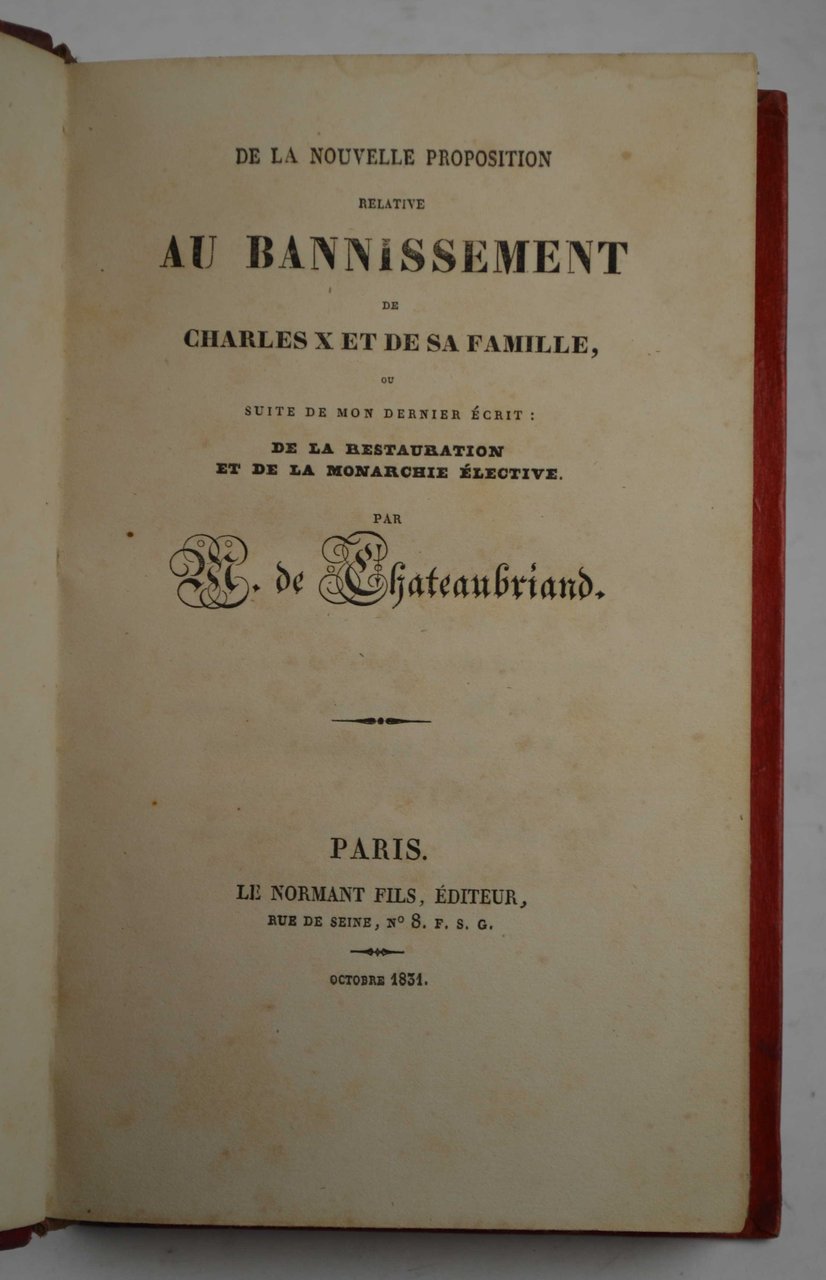 DE LA NOUVELLE PROPOSITION
RELATIVE
AU BANNISSEMENT
DE
CHARLES X ET DE SA FAMILLE,
OU
SUITE DE MON DERNIER ÉCRIT :
DE LA RESTAURATION
ET DE LA MONARCHIE ÉLECTIVE.
PAR
M. de Chateaubriand.
PARIS.
LE NORMANT FILS, ÉDITEUR,
RUE DE SEINE, Nº 8. F. S. G.
OCTOBRE 1831.